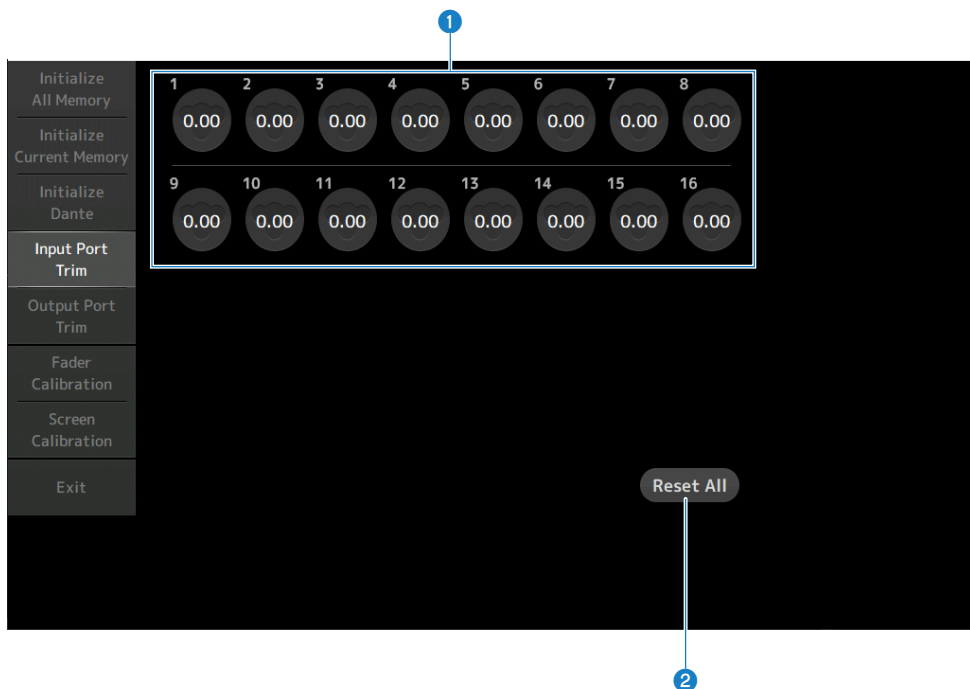 1
Initialize
All Memory
Initialize
Current Memory
Initialize
Dante
Input Port
Trim
Output Port
Trim
Fader
Calibration
Screen
Calibration
Exit
1 2 3 4 5 6 7 8
0.00 0.00 0.00 0.00 0.00 0.00 0.00 0.00
9 10 11 12 13 14 15 16
0.00 0.00 0.00 0.00 0.00 0.00 0.00 0.00
Reset All
2